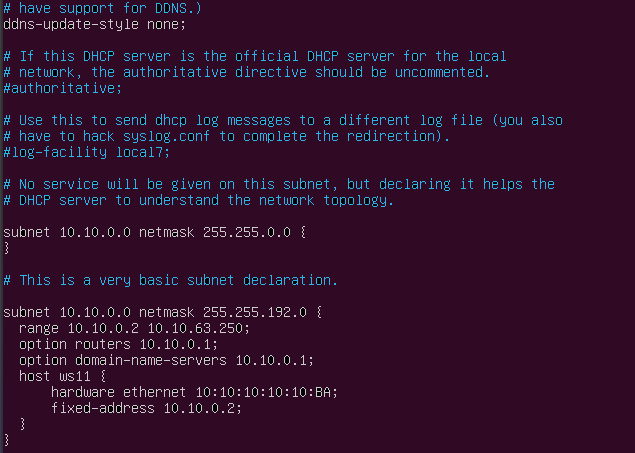 # have support for DDNS.)
ddns-update-style none;
# If this DHCP server is the official DHCP server for the local
# network, the authoritative directive should be uncommented.
#authoritative;
# Use this to send dhcp log messages to a different log file (you also
# have to hack syslog.conf to complete the redirection).
#log-facility local7;
# No service will be given on this subnet, but declaring it helps the
# DHCP server to understand the network topology.
subnet 10.10.0.0 netmask 255.255.0.0 {
}
# This is a very basic subnet declaration.
subnet 10.10.0.0 netmask 255.255.192.0 {
  range 10.10.0.2 10.10.63.250;
  option routers 10.10.0.1;
  option domain-name-servers 10.10.0.1;
  host ws11 {
      hardware ethernet 10:10:10:10:10:BA;
      fixed-address 10.10.0.2;
  }
}